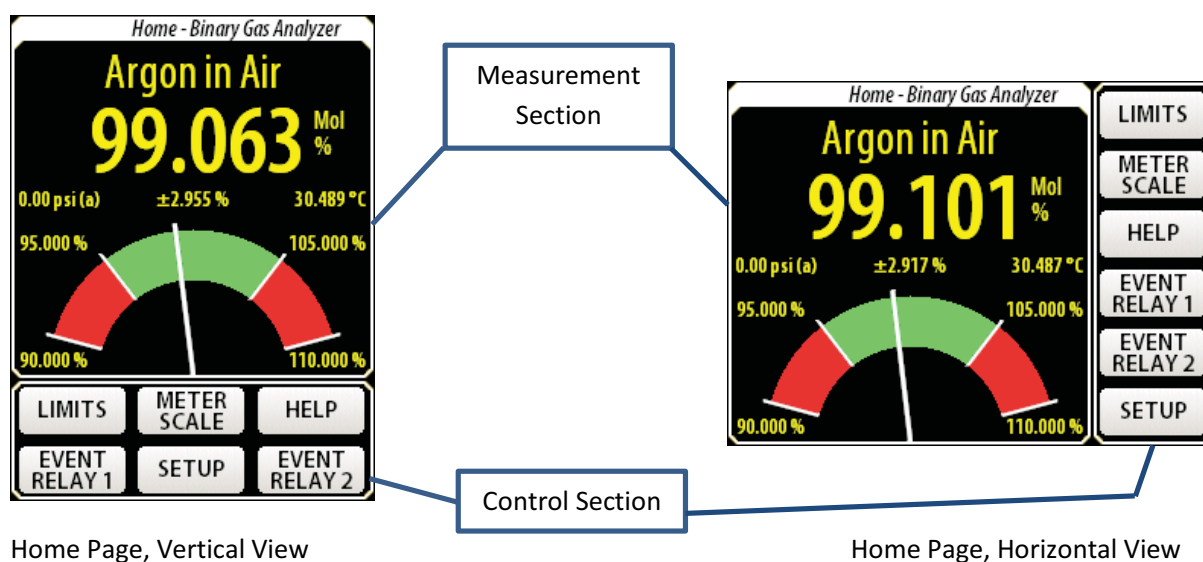 Home - Binary Gas Analyzer
Argon in Air
99.063 Mol %
0.00 psi (a) ±2.955 % 30.489 °C
95.000 % 105.000 %
90.000 % 110.000 %
LIMITS
METER
SCALE
HELP
EVENT
RELAY 1
SETUP
EVENT
RELAY 2
Home Page, Vertical View
Measurement
Section
Control Section
Home - Binary Gas Analyzer
Argon in Air
99.101 Mol %
0.00 psi (a) ±2.917 % 30.487 °C
95.000 % 105.000 %
90.000 % 110.000 %
LIMITS
METER
SCALE
HELP
EVENT
RELAY 1
EVENT
RELAY 2
SETUP
Home Page, Horizontal View